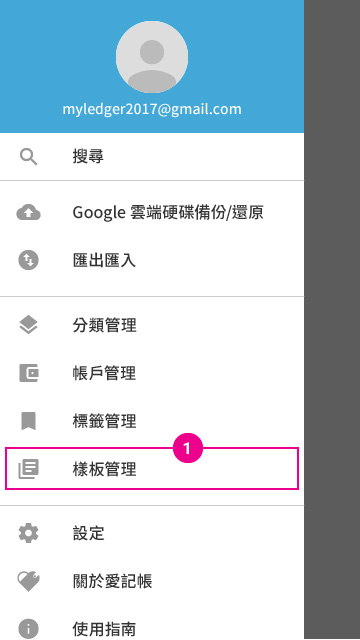 myledger2017@gmail.com
搜尋
Google 雲端硬碟備份/還原
匯出匯入
分類管理
帳戶管理
標籤管理
1
樣板管理
設定
關於愛記帳
使用指南